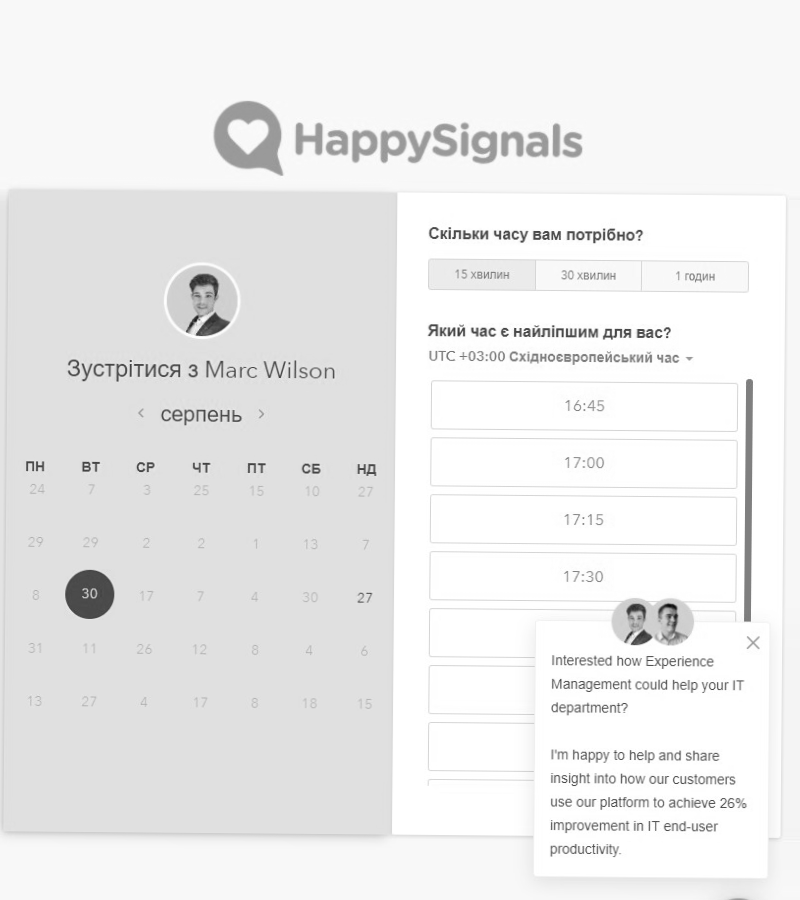 HappySignals
Зустрітися з Marc Wilson
серпень
ПН ВТ СР ЧТ ПТ СБ НД
24 7 3 25 15 10 27
29 29 2 2 1 13 7
8 30 17 7 4 30 27
31 11 26 12 8 4 6
13 27 4 17 8 18 15
Скільки часу вам потрібно?
15 хвилин 30 хвилин 1 годин
Який час є найліпшим для вас?
UTC +03:00 Східноєвропейський час
16:45
17:00
17:15
17:30
Interested how Experience
Management could help your IT
department?
I'm happy to help and share
insight into how our customers
use our platform to achieve 26%
improvement in IT end-user
productivity.